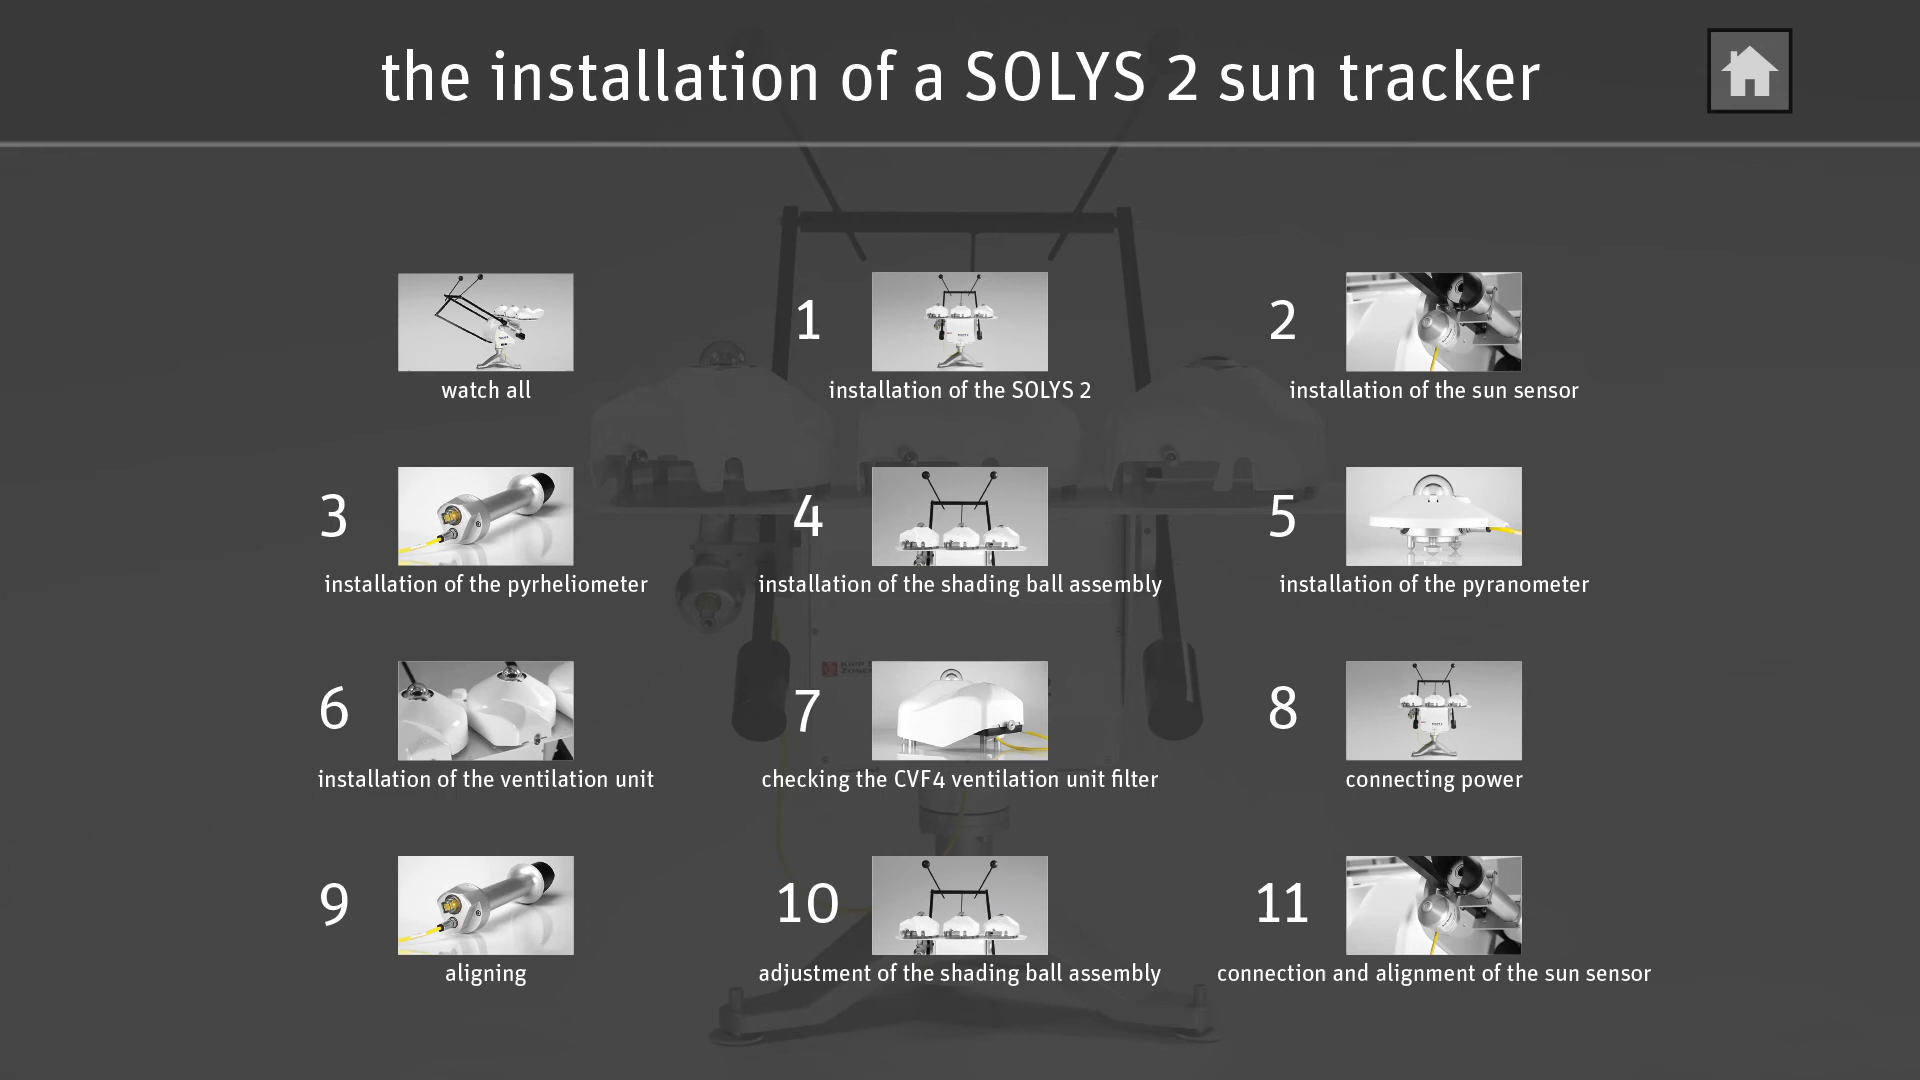 the installation of a SOLYS 2 sun tracker
watch all
1
installation of the SOLYS 2
2
installation of the sun sensor
3
installation of the pyrheliometer
4
installation of the shading ball assembly
5
installation of the pyranometer
6
installation of the ventilation unit
7
checking the CVF4 ventilation unit filter
8
connecting power
9
aligning
10
adjustment of the shading ball assembly
11
connection and alignment of the sun sensor